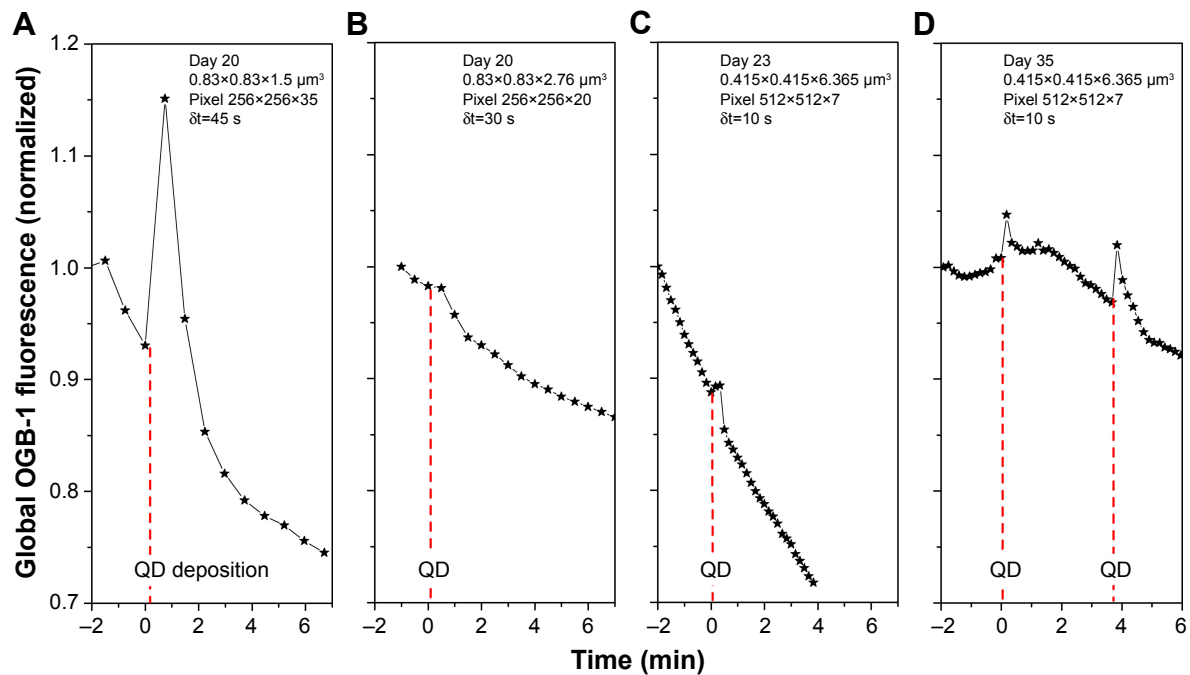 A
B
C
D
Day 20
0.83×0.83×1.5 µm³
Pixel 256×256×35
δt=45 s
Day 20
0.83×0.83×2.76 µm³
Pixel 256×256×20
δt=30 s
Day 23
0.415×0.415×6.365 µm³
Pixel 512×512×7
δt=10 s
Day 35
0.415×0.415×6.365 µm³
Pixel 512×512×7
δt=10 s
Global OGB-1 fluorescence (normalized)
1.2
1.1
1.0
0.9
0.8
0.7
QD deposition
QD
QD
QD
QD
–2 0 2 4 6
–2 0 2 4 6
–2 0 2 4 6
–2 0 2 4 6
Time (min)